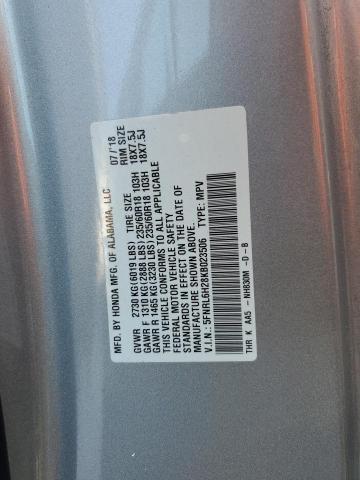 MFD. BY HONDA MFG. OF ALABAMA, LLC 07/'18
TIRE SIZE RIM SIZE
GVWR 2730 KG(6019 LBS)
GAWR F 1310 KG(2888 LBS) 235/60R18 103H 18X7.5J
GAWR R 1465 KG(3230 LBS) 235/60R18 103H 18X7.5J
THIS VEHICLE CONFORMS TO ALL APPLICABLE
FEDERAL MOTOR VEHICLE SAFETY
STANDARDS IN EFFECT ON THE DATE OF
MANUFACTURE SHOWN ABOVE.
V.I.N.: 5FNRL6H28KB023506 TYPE: MPV
THR K AA5 - NH830M -D -B